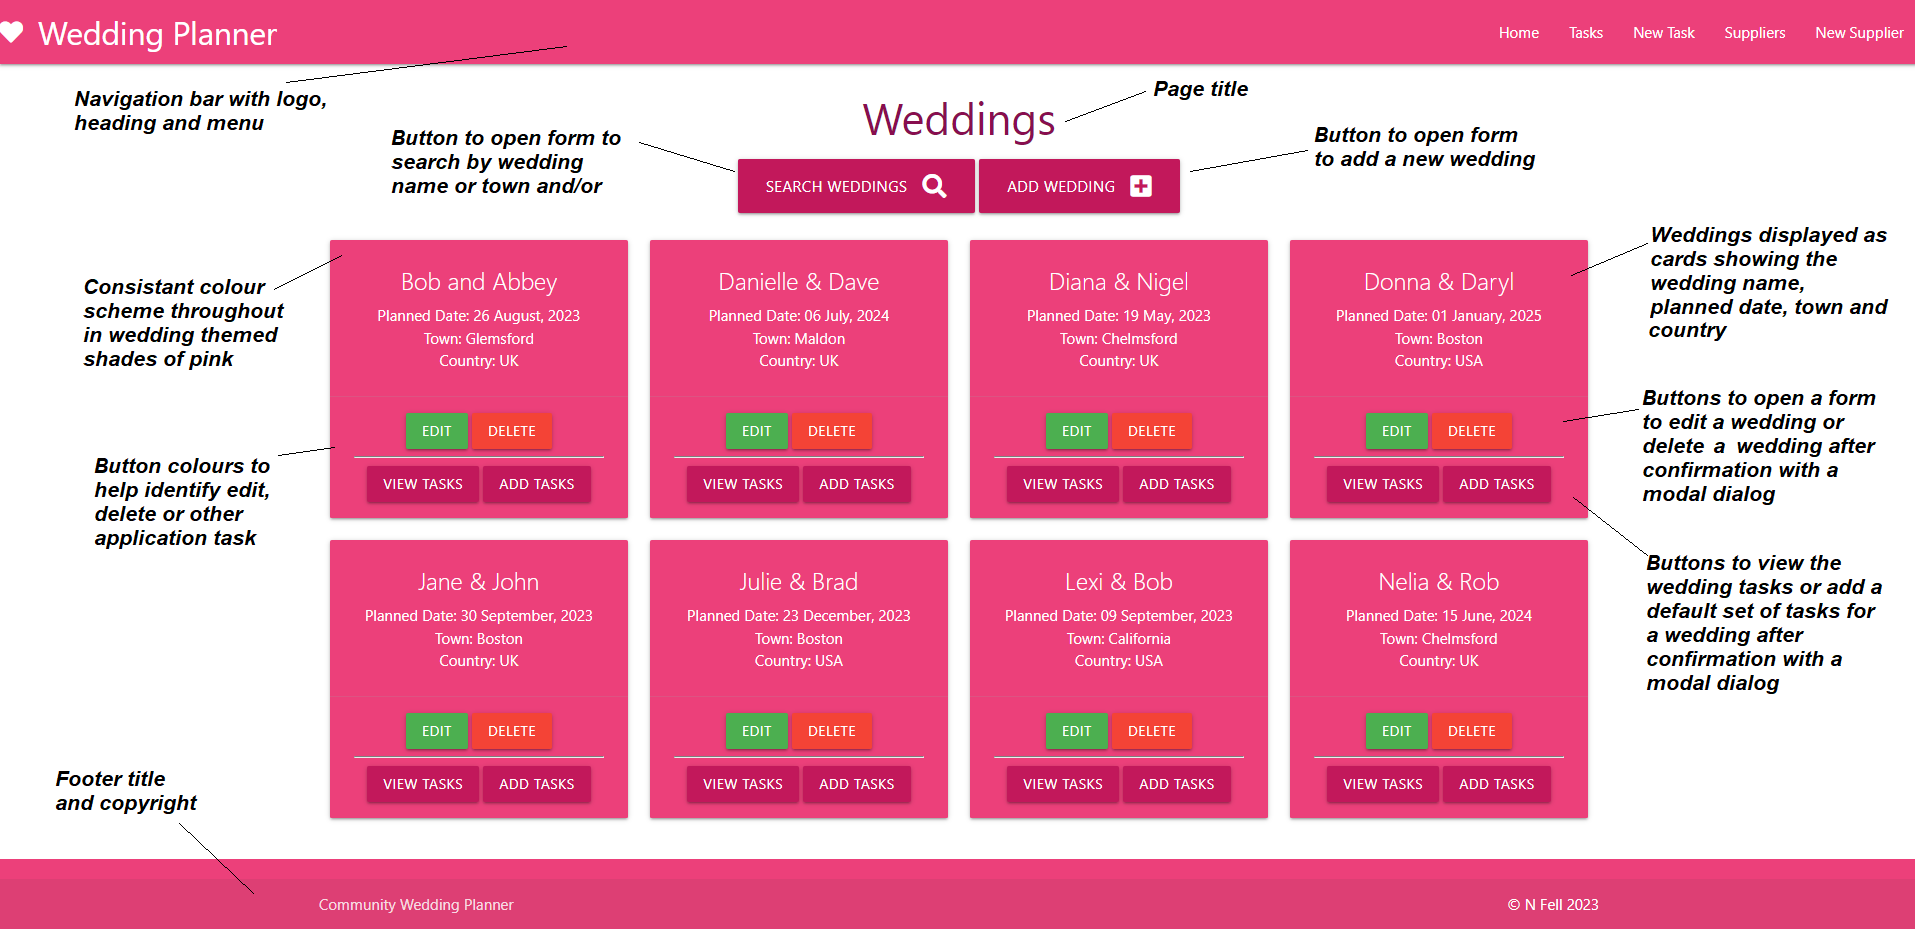 Wedding Planner
Home Tasks New Task Suppliers New Supplier
Navigation bar with logo,
heading and menu
Page title
Weddings
Button to open form to
search by wedding
name or town and/or
Button to open form
to add a new wedding
SEARCH WEDDINGS ADD WEDDING
Consistant colour
scheme throughout
in wedding themed
shades of pink
Button colours to
help identify edit,
delete or other
application task
Bob and Abbey
Planned Date: 26 August, 2023
Town: Glemsford
Country: UK
EDIT DELETE
VIEW TASKS ADD TASKS
Danielle & Dave
Planned Date: 06 July, 2024
Town: Maldon
Country: UK
EDIT DELETE
VIEW TASKS ADD TASKS
Diana & Nigel
Planned Date: 19 May, 2023
Town: Chelmsford
Country: UK
EDIT DELETE
VIEW TASKS ADD TASKS
Donna & Daryl
Planned Date: 01 January, 2025
Town: Boston
Country: USA
EDIT DELETE
VIEW TASKS ADD TASKS
Weddings displayed as
cards showing the
wedding name,
planned date, town and
country
Buttons to open a form
to edit a wedding or
delete a wedding after
confirmation with a
modal dialog
Buttons to view the
wedding tasks or add a
default set of tasks for
a wedding after
confirmation with a
modal dialog
Jane & John
Planned Date: 30 September, 2023
Town: Boston
Country: UK
EDIT DELETE
VIEW TASKS ADD TASKS
Julie & Brad
Planned Date: 23 December, 2023
Town: Boston
Country: USA
EDIT DELETE
VIEW TASKS ADD TASKS
Lexi & Bob
Planned Date: 09 September, 2023
Town: California
Country: USA
EDIT DELETE
VIEW TASKS ADD TASKS
Nelia & Rob
Planned Date: 15 June, 2024
Town: Chelmsford
Country: UK
EDIT DELETE
VIEW TASKS ADD TASKS
Footer title
and copyright
Community Wedding Planner
© N Fell 2023